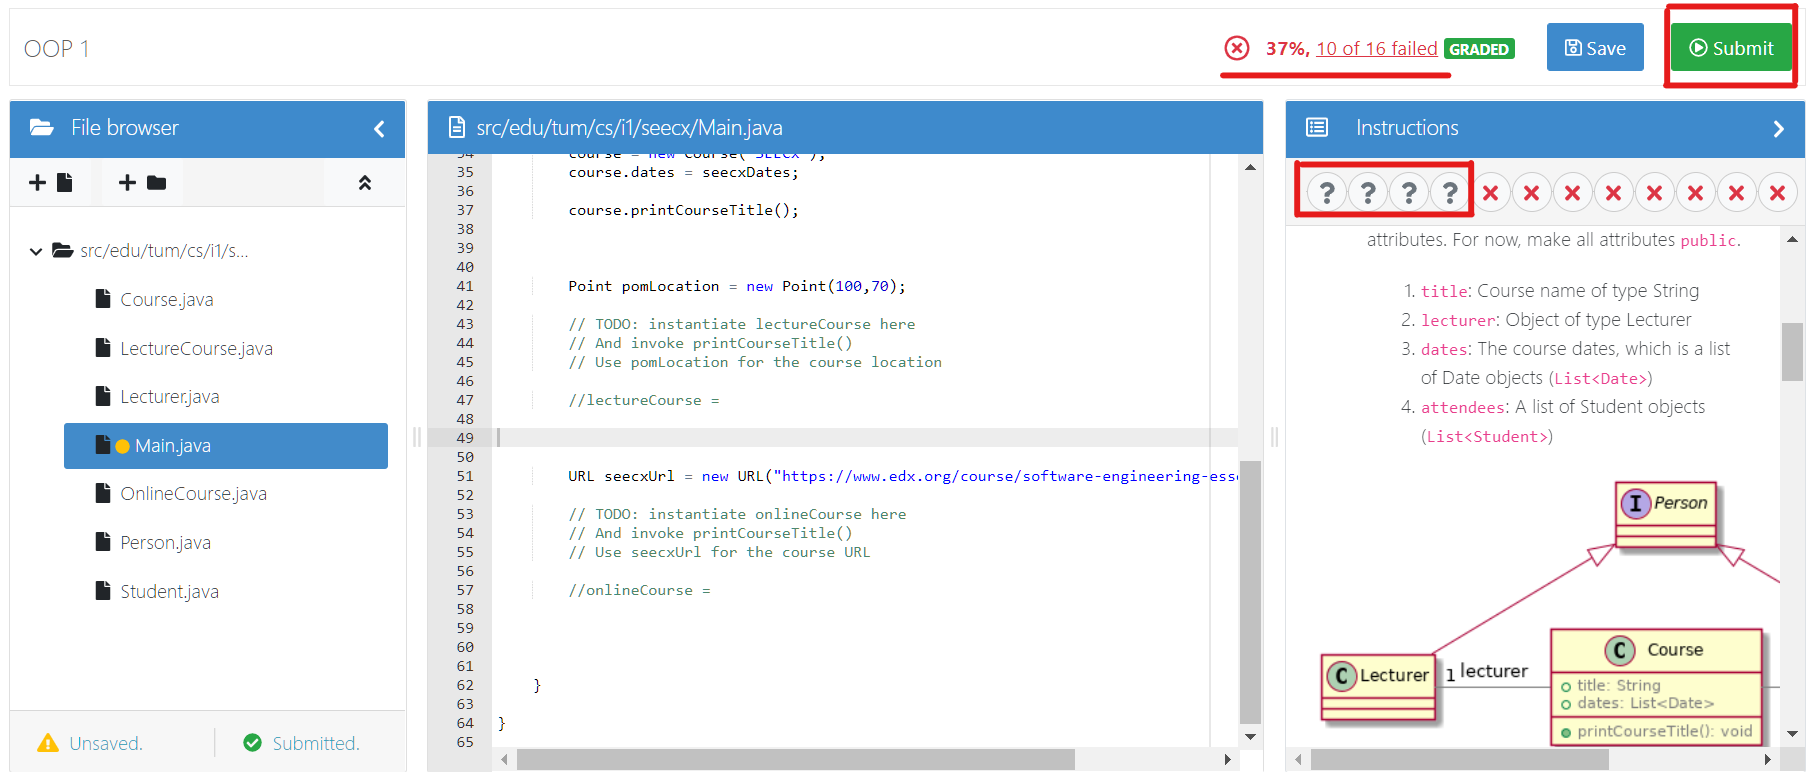 OOP 1
37%, 10 of 16 failed GRADED
Save
Submit
File browser
src/edu/tum/cs/i1/s...
Course.java
LectureCourse.java
Lecturer.java
Main.java
OnlineCourse.java
Person.java
Student.java
Unsaved.
Submitted.
src/edu/tum/cs/i1/seecx/Main.java
34 course = new Course("SEECx");
35 course.dates = seecxDates;
36
37 course.printCourseTitle();
38
39
40
41 Point pomLocation = new Point(100,70);
42
43 // TODO: instantiate lectureCourse here
44 // And invoke printCourseTitle()
45 // Use pomLocation for the course location
46
47 //lectureCourse =
48
49
50
51 URL seecxUrl = new URL("https://www.edx.org/course/software-engineering-esse
52
53 // TODO: instantiate onlineCourse here
54 // And invoke printCourseTitle()
55 // Use seecxUrl for the course URL
56
57 //onlineCourse =
58
59
60
61
62 }
63
64 }
65
Instructions
? ? ? ?
attributes. For now, make all attributes public.
1. title: Course name of type String
2. lecturer: Object of type Lecturer
3. dates: The course dates, which is a list
of Date objects (List<Date>)
4. attendees: A list of Student objects
(List<Student>)
I Person
C Lecturer
1 lecturer
C Course
title: String
dates: List<Date>
printCourseTitle(): void